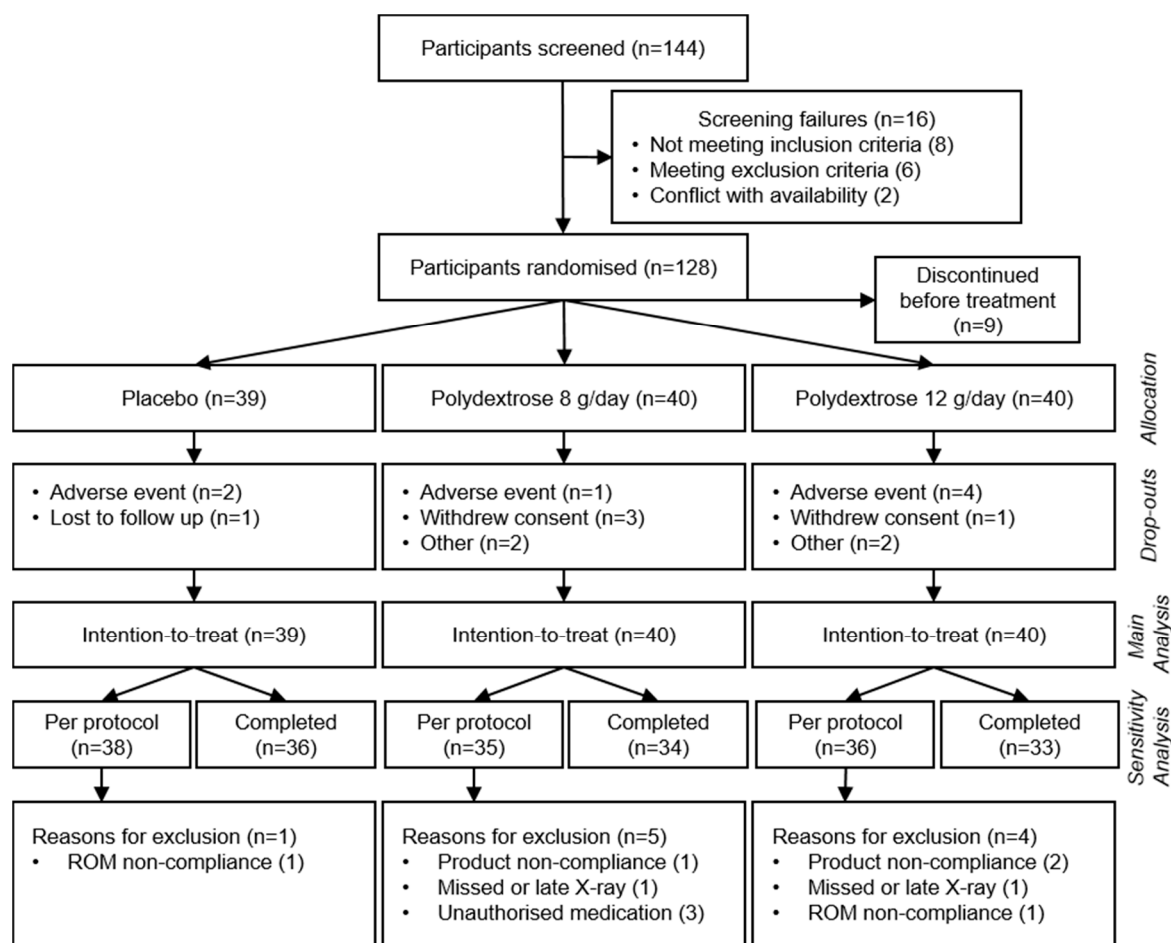 Participants screened (n=144)
Screening failures (n=16)
• Not meeting inclusion criteria (8)
• Meeting exclusion criteria (6)
• Conflict with availability (2)
Participants randomised (n=128)
Discontinued
before treatment
(n=9)
Placebo (n=39)
Polydextrose 8 g/day (n=40)
Polydextrose 12 g/day (n=40)
Allocation
• Adverse event (n=2)
• Lost to follow up (n=1)
• Adverse event (n=1)
• Withdrew consent (n=3)
• Other (n=2)
• Adverse event (n=4)
• Withdrew consent (n=1)
• Other (n=2)
Drop-outs
Intention-to-treat (n=39)
Intention-to-treat (n=40)
Intention-to-treat (n=40)
Main
Analysis
Per protocol
(n=38)
Completed
(n=36)
Per protocol
(n=35)
Completed
(n=34)
Per protocol
(n=36)
Completed
(n=33)
Sensitivity
Analysis
Reasons for exclusion (n=1)
• ROM non-compliance (1)
Reasons for exclusion (n=5)
• Product non-compliance (1)
• Missed or late X-ray (1)
• Unauthorised medication (3)
Reasons for exclusion (n=4)
• Product non-compliance (2)
• Missed or late X-ray (1)
• ROM non-compliance (1)